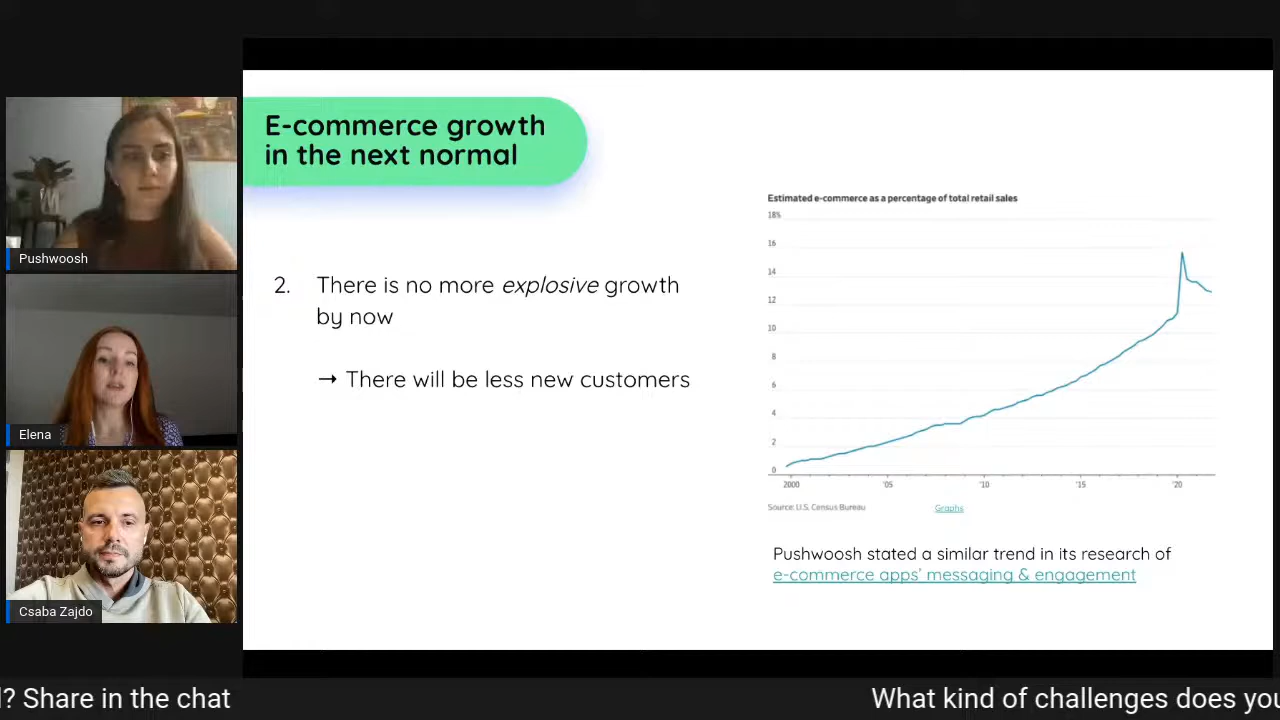 E-commerce growth
in the next normal
2. There is no more explosive growth
by now
→ There will be less new customers
Estimated e-commerce as a percentage of total retail sales
18%
16
14
12
10
8
6
4
2
0
2000 '05 '10 '15 '20
Source: U.S. Census Bureau Graphs
Pushwoosh stated a similar trend in its research of
e-commerce apps' messaging & engagement
Pushwoosh
Elena
Csaba Zajdo
? Share in the chat
What kind of challenges does you